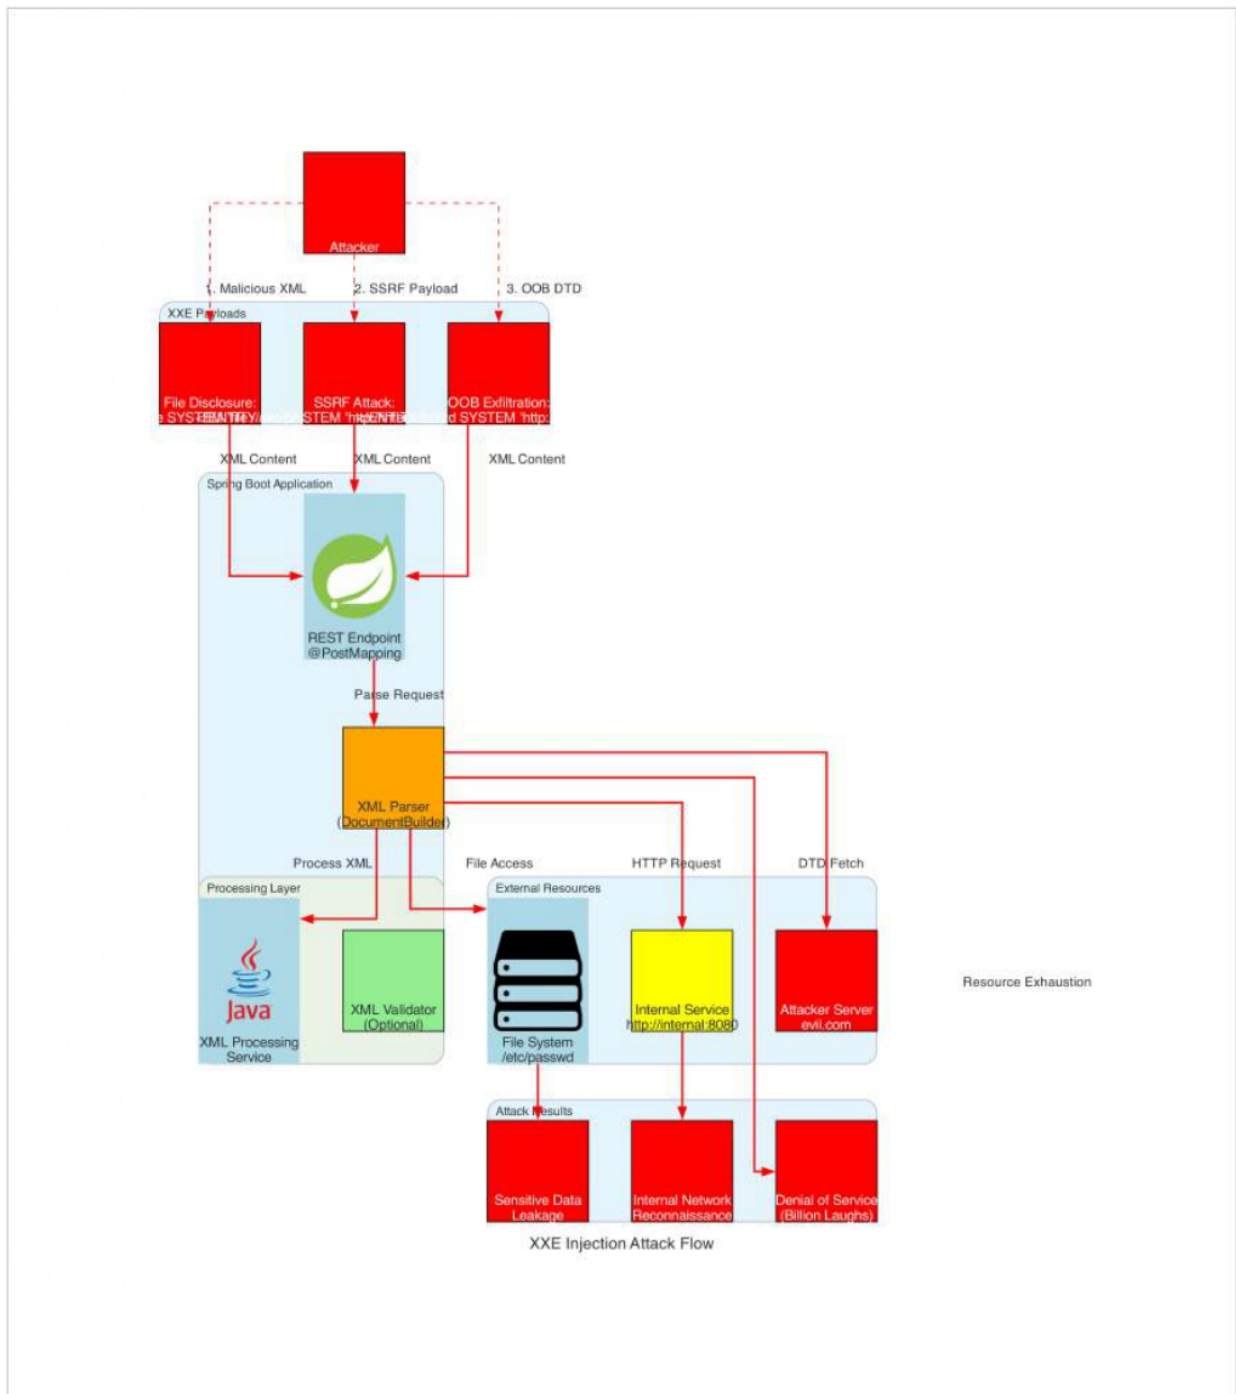 Attacker
1. Malicious XML
2. SSRF Payload
3. OOB DTD
XXE Payloads
File Disclosure:
SSRF Attack:
STEM 'http
OOB Exfiltration:
d SYSTEM 'http:
XML Content
XML Content
XML Content
Spring Boot Application
REST Endpoint
@PostMapping
Parse Request
XML Parser
(DocumentBuilder)
Process XML
File Access
HTTP Request
DTD Fetch
Processing Layer
External Resources
Java
XML Processing
Service
XML Validator
(Optional)
File System
/etc/passwd
Internal Service
http://internal:8080
Attacker Server
evil.com
Resource Exhaustion
Attack Results
Sensitive Data
Leakage
Internal Network
Reconnaissance
Denial of Service
(Billion Laughs)
XXE Injection Attack Flow